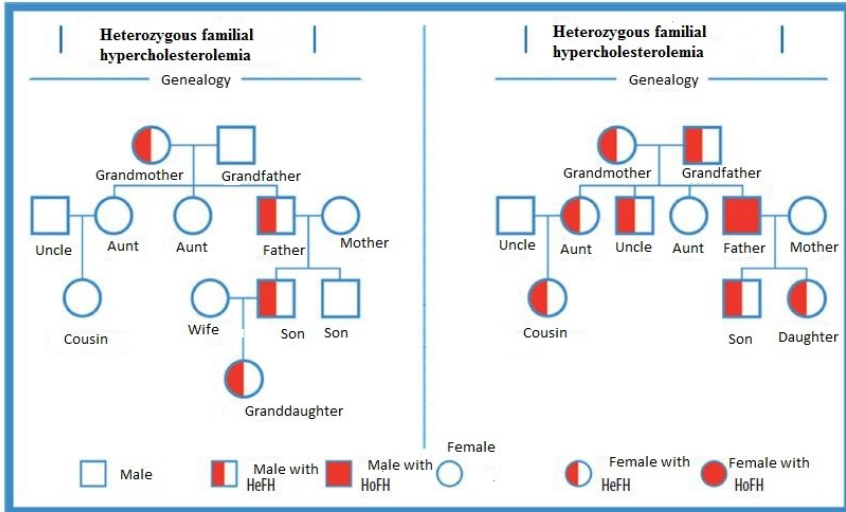 Heterozygous familial
hypercholesterolemia
Genealogy
Grandmother
Grandfather
Uncle
Aunt
Aunt
Father
Mother
Cousin
Wife
Son
Son
Granddaughter
Heterozygous familial
hypercholesterolemia
Genealogy
Grandmother
Grandfather
Uncle
Aunt
Uncle
Aunt
Father
Mother
Cousin
Son
Daughter
Male
Male with
HeFH
Male with
HoFH
Female
Female with
HeFH
Female with
HoFH